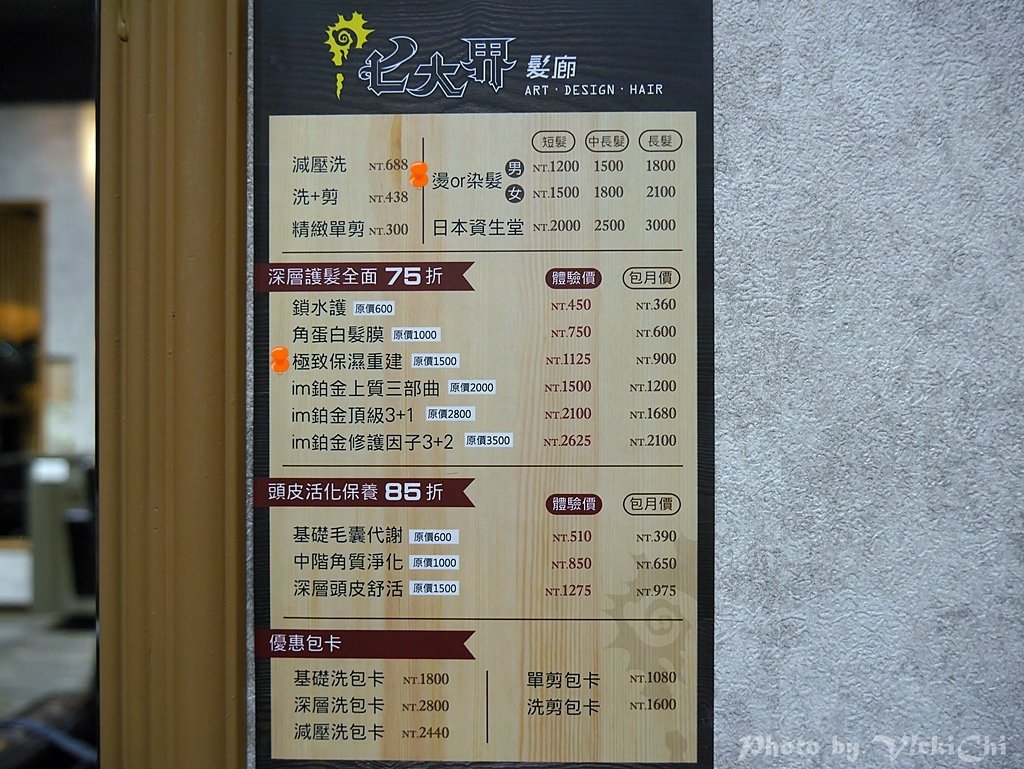 七大界 髮廊
ART · DESIGN · HAIR
短髮 中長髮 長髮
減壓洗 NT.688
洗+剪 NT.438
精緻單剪 NT.300
燙or染髮 男 NT.1200 1500 1800
女 NT.1500 1800 2100
日本資生堂 NT.2000 2500 3000
深層護髮全面 75 折 體驗價 包月價
鎖水護 原價600 NT.450 NT.360
角蛋白髮膜 原價1000 NT.750 NT.600
極致保濕重建 原價1500 NT.1125 NT.900
im鉑金上質三部曲 原價2000 NT.1500 NT.1200
im鉑金頂級3+1 原價2800 NT.2100 NT.1680
im鉑金修護因子3+2 原價3500 NT.2625 NT.2100
頭皮活化保養 85 折 體驗價 包月價
基礎毛囊代謝 原價600 NT.510 NT.390
中階角質淨化 原價1000 NT.850 NT.650
深層頭皮舒活 原價1500 NT.1275 NT.975
優惠包卡
基礎洗包卡 NT.1800
深層洗包卡 NT.2800
減壓洗包卡 NT.2440
單剪包卡 NT.1080
洗剪包卡 NT.1600
Photo by VickiChi